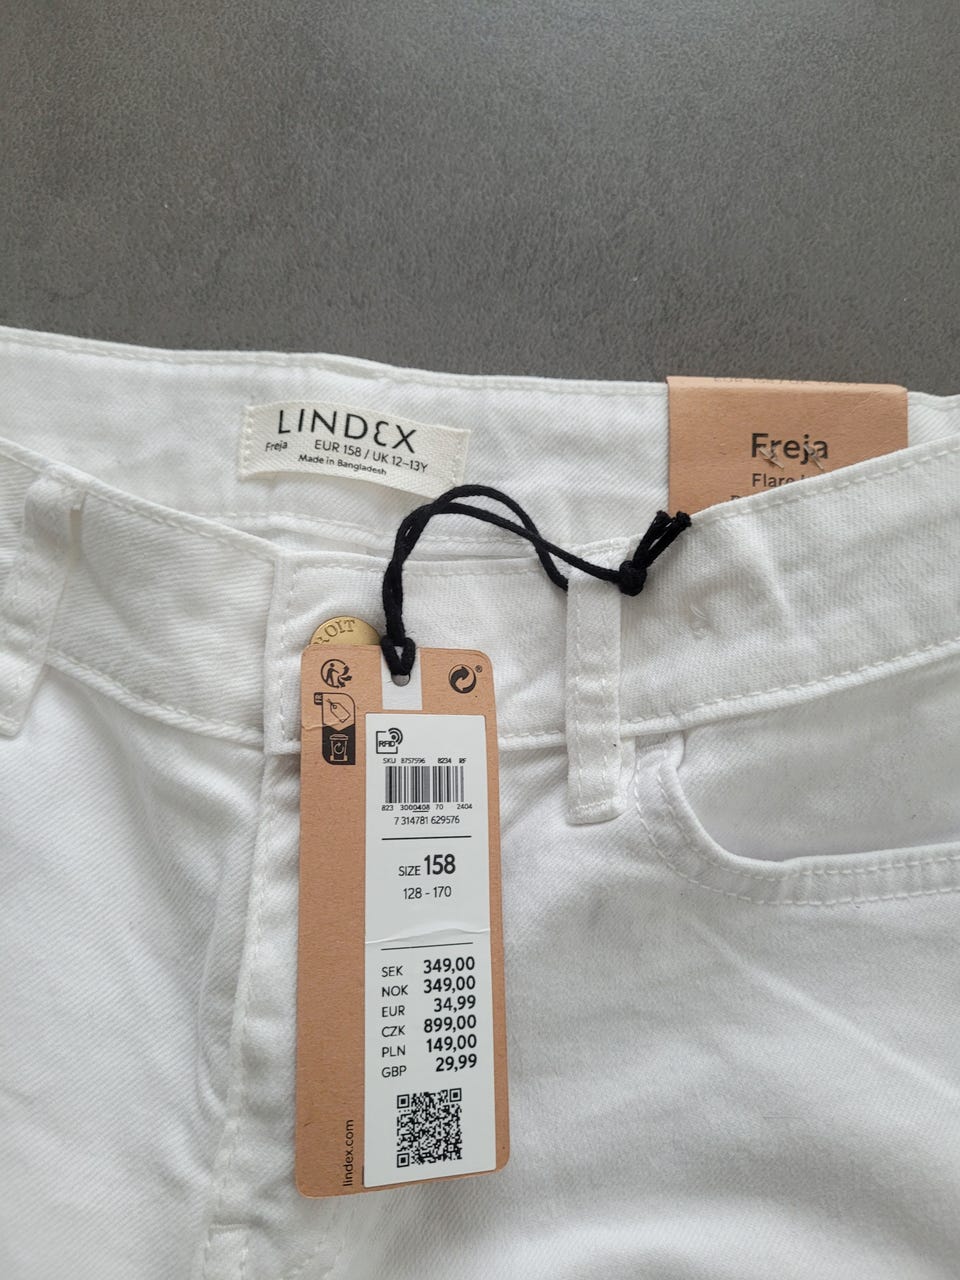 LINDEX
Freja
EUR 158 / UK 12-13Y
Made in Bangladesh
Freja
Flare
ROIT
FR
RFID
SKU 8757596 8234 RF
823 3000408 70 2404
7 314781 629576
SIZE 158
128 - 170
SEK 349,00
NOK 349,00
EUR 34,99
CZK 899,00
PLN 149,00
GBP 29,99
lindex.com